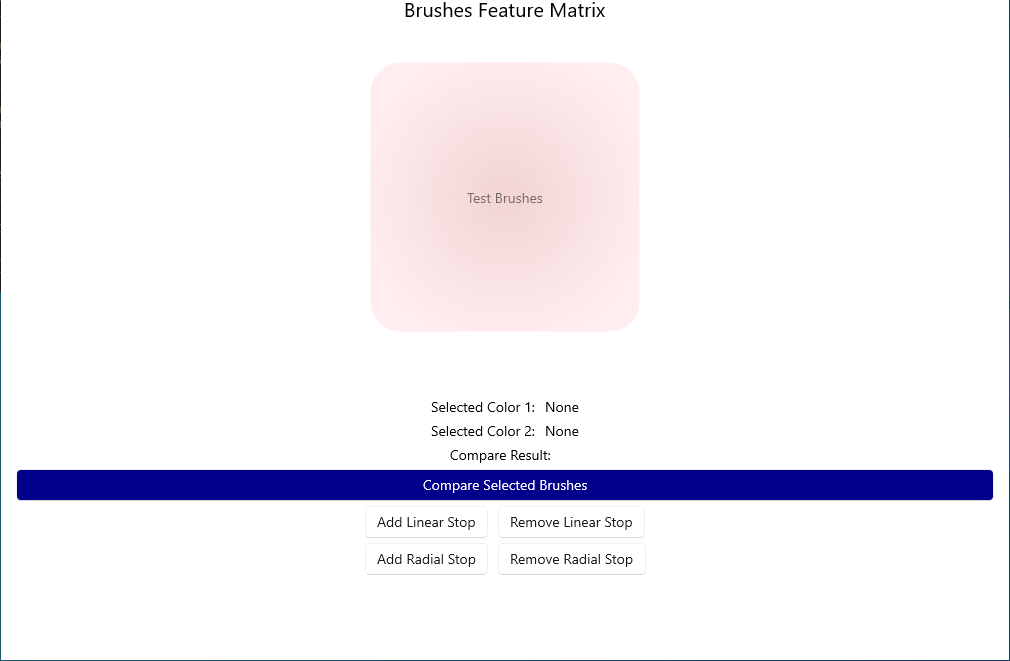 Brushes Feature Matrix
Test Brushes
Selected Color 1: None
Selected Color 2: None
Compare Result:
Compare Selected Brushes
Add Linear Stop Remove Linear Stop
Add Radial Stop Remove Radial Stop